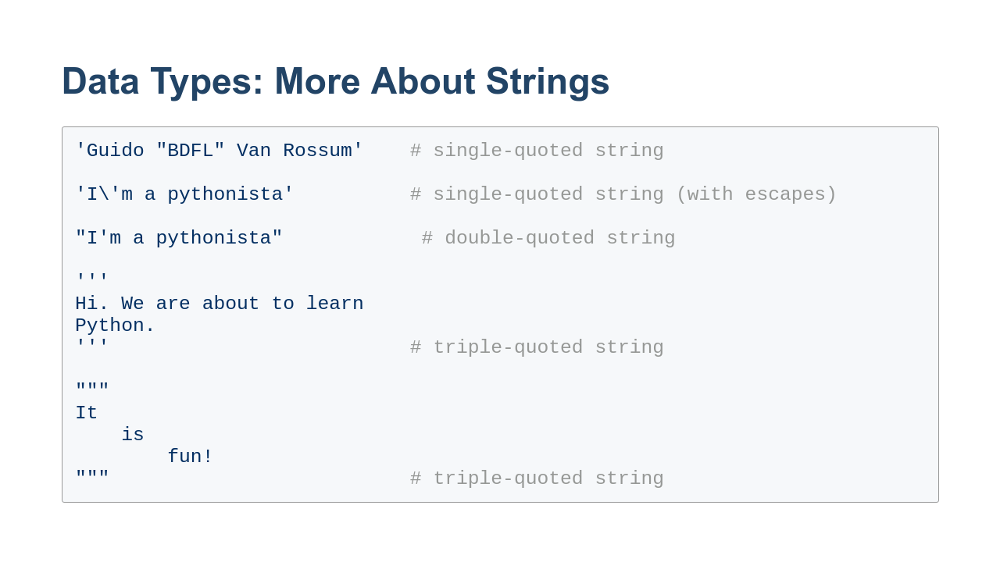 Data Types: More About Strings
'Guido "BDFL" Van Rossum'    # single-quoted string
'I\'m a pythonista'          # single-quoted string (with escapes)
"I'm a pythonista"            # double-quoted string
'''
Hi. We are about to learn
Python.
'''                          # triple-quoted string
"""
It
    is
        fun!
"""                          # triple-quoted string